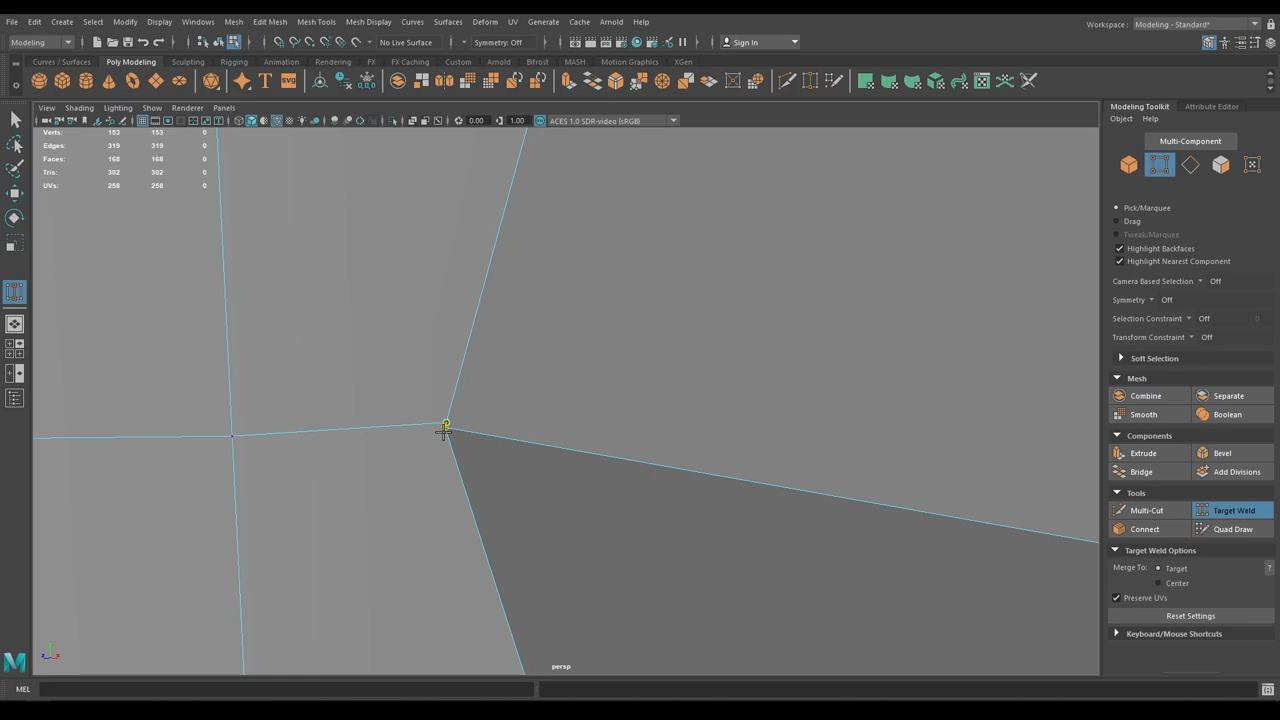 File Edit Create Select Modify Display Windows Mesh Edit Mesh Mesh Tools Mesh Display Curves Surfaces Deform UV Generate Cache Arnold Help
Workspace : Modeling - Standard*
Modeling No Live Surface Symmetry: Off Sign In
Curves / Surfaces Poly Modeling Sculpting Rigging Animation Rendering FX FX Caching Custom Arnold Bifrost MASH Motion Graphics XGen
SVG
0,0,0
View Shading Lighting Show Renderer Panels
0.00 1.00 ACES 1.0 SDR-video (sRGB)
Verts: 153 153 0
Edges: 319 319 0
Faces: 168 168 0
Tris: 302 302 0
UVs: 258 258 0
persp
Modeling Toolkit Attribute Editor
Object Help
Multi-Component
Pick/Marquee
Drag
Tweak/Marquee
Highlight Backfaces
Highlight Nearest Component
Camera Based Selection Off
Symmetry Off
Selection Constraint Off 0
Transform Constraint Off
Soft Selection
Mesh
Combine Separate
Smooth Boolean
Components
Extrude Bevel
Bridge Add Divisions
Tools
Multi-Cut Target Weld
Connect Quad Draw
Target Weld Options
Merge To: Target ?
Center
Preserve UVs
Reset Settings
Keyboard/Mouse Shortcuts
MEL